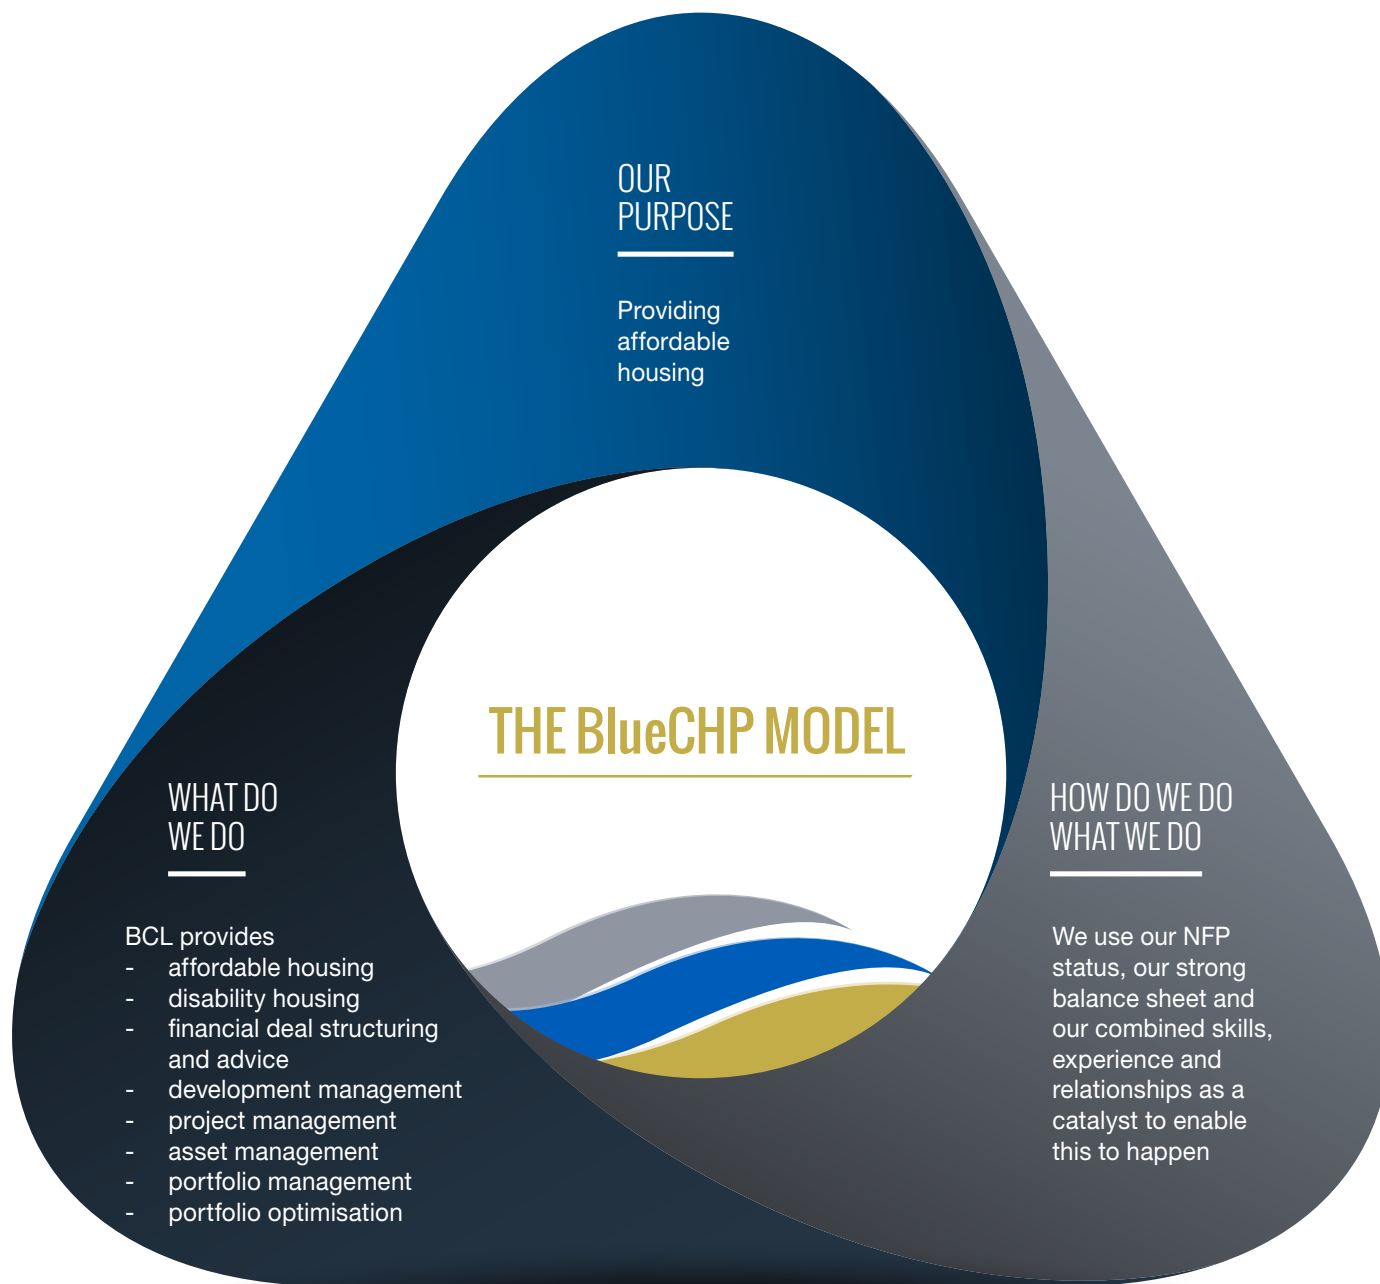 OUR
PURPOSE
Providing
affordable
housing
THE BlueCHP MODEL
WHAT DO
WE DO
BCL provides
- affordable housing
- disability housing
- financial deal structuring
and advice
- development management
- project management
- asset management
- portfolio management
- portfolio optimisation
HOW DO WE DO
WHAT WE DO
We use our NFP
status, our strong
balance sheet and
our combined skills,
experience and
relationships as a
catalyst to enable
this to happen